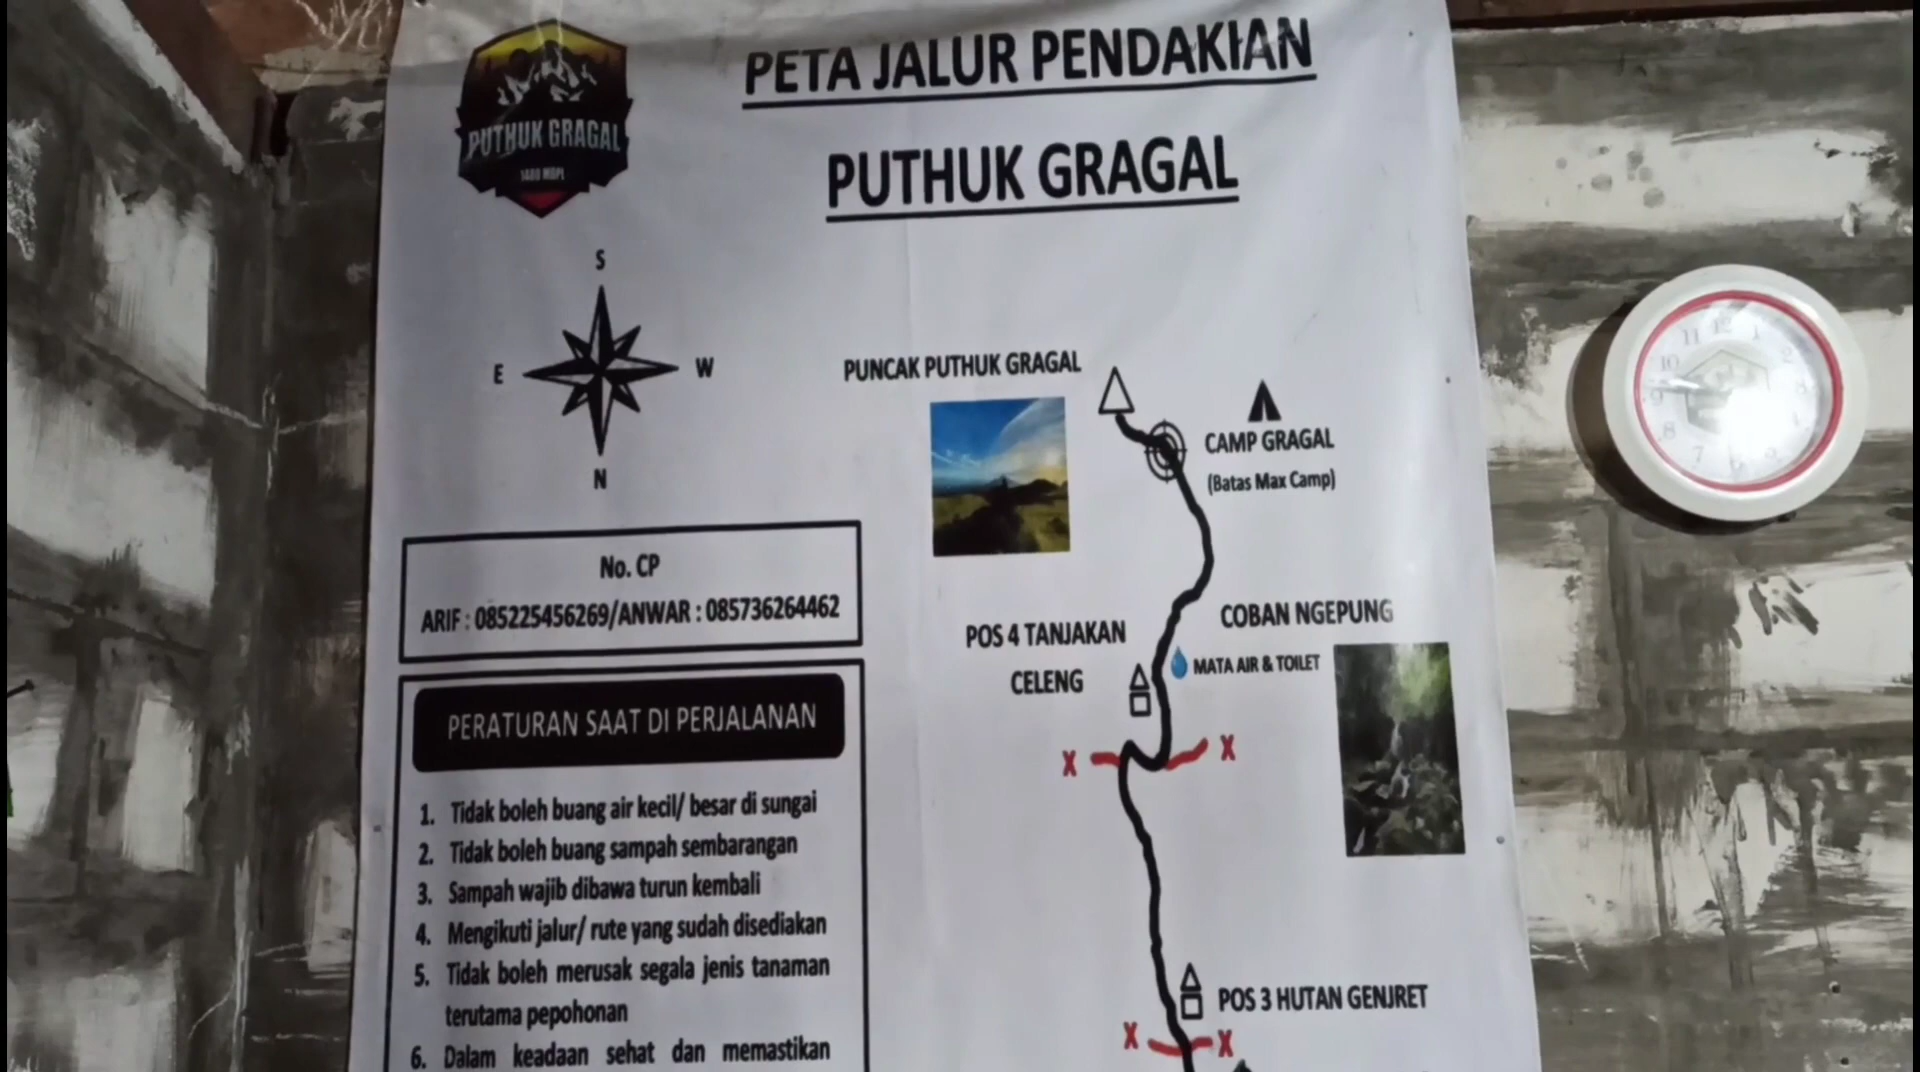 PUTHUK GRAGAL
PETA JALUR PENDAKIAN
PUTHUK GRAGAL
S
E
W
N
PUNCAK PUTHUK GRAGAL
CAMP GRAGAL
(Batas Max Camp)
No. CP
ARIF : 085225456269/ANWAR : 085736264462
POS 4 TANJAKAN
CELENG
COBAN NGEPUNG
MATA AIR & TOILET
X
X
PERATURAN SAAT DI PERJALANAN
1. Tidak boleh buang air kecil/ besar di sungai
2. Tidak boleh buang sampah sembarangan
3. Sampah wajib dibawa turun kembali
4. Mengikuti jalur/ rute yang sudah disediakan
5. Tidak boleh merusak segala jenis tanaman
terutama pepohonan
6. Dalam keadaan sehat dan memastikan
POS 3 HUTAN GENJRET
X
X